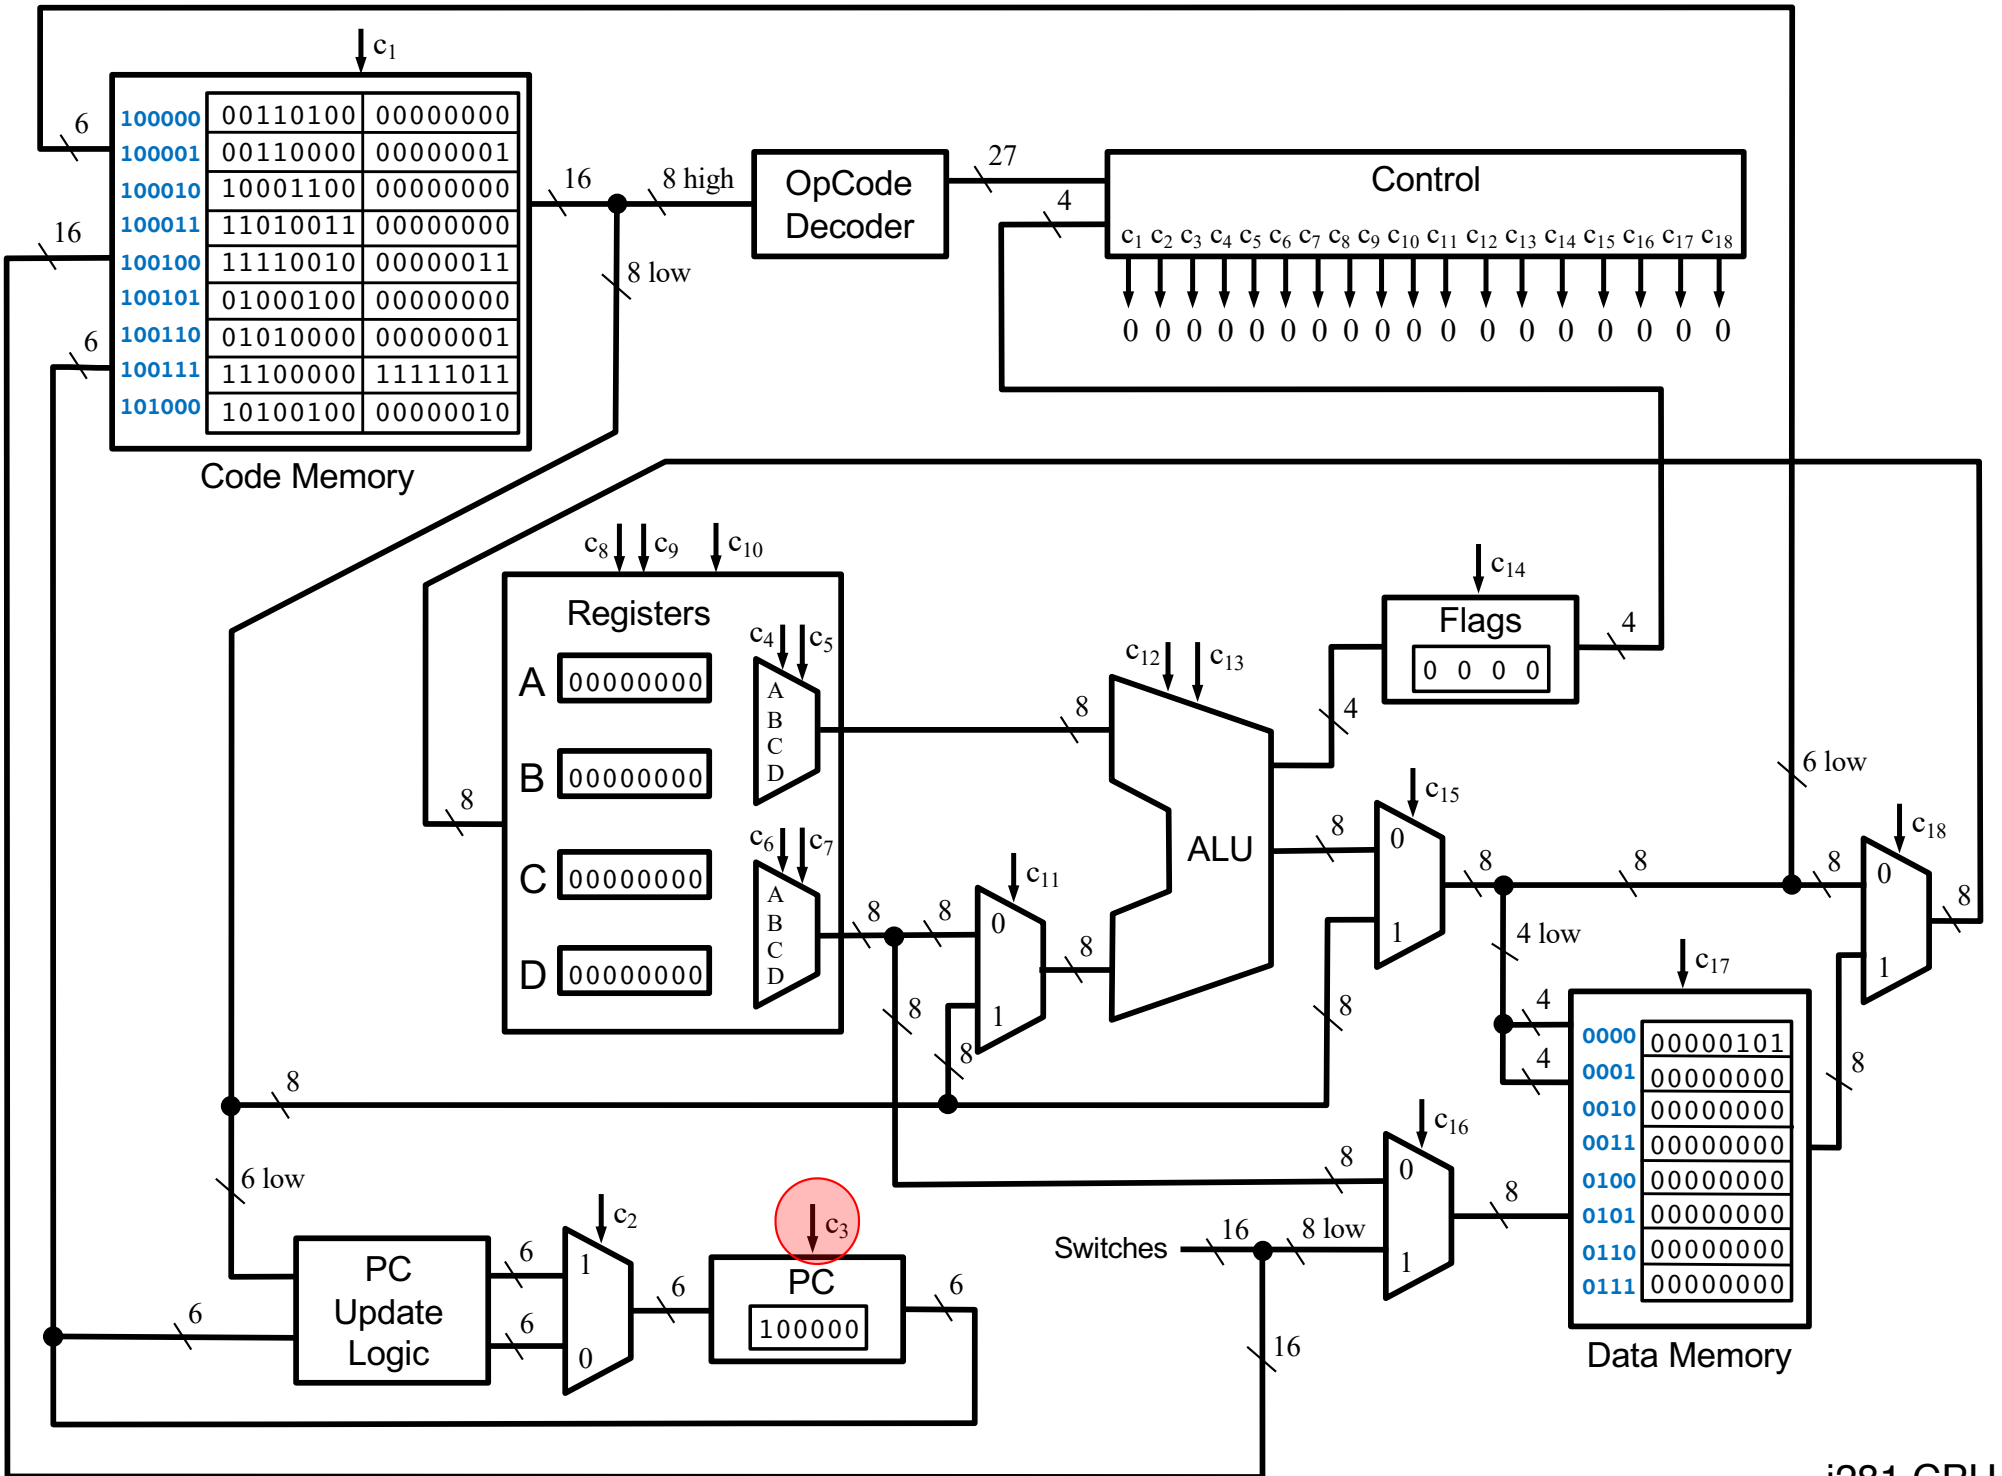 c1
6
16
6
100000 00110100 00000000
100001 00110000 00000001
100010 10001100 00000000
100011 11010011 00000000
100100 11110010 00000011
100101 01000100 00000000
100110 01010000 00000001
100111 11100000 11111011
101000 10100100 00000010
Code Memory
16
8 high
8 low
OpCode
Decoder
27
4
Control
c1 c2 c3 c4 c5 c6 c7 c8 c9 c10 c11 c12 c13 c14 c15 c16 c17 c18
0 0 0 0 0 0 0 0 0 0 0 0 0 0 0 0 0 0
c8 c9 c10
Registers
A 00000000
B 00000000
C 00000000
D 00000000
8
c4 c5
A
B
C
D
c6 c7
A
B
C
D
8
8
8
8
8
c11
0
1
8
c12 c13
ALU
4
c14
Flags
0 0 0 0
4
8
c15
0
1
8
8
8
8
6 low
4 low
c18
0
1
8
c17
4
4
0000 00000101
0001 00000000
0010 00000000
0011 00000000
0100 00000000
0101 00000000
0110 00000000
0111 00000000
Data Memory
8
8
6 low
PC
Update
Logic
6
6
6
c2
1
0
6
c3
PC
100000
6
Switches
16
8 low
16
8
c16
0
1
8
i281 CPU